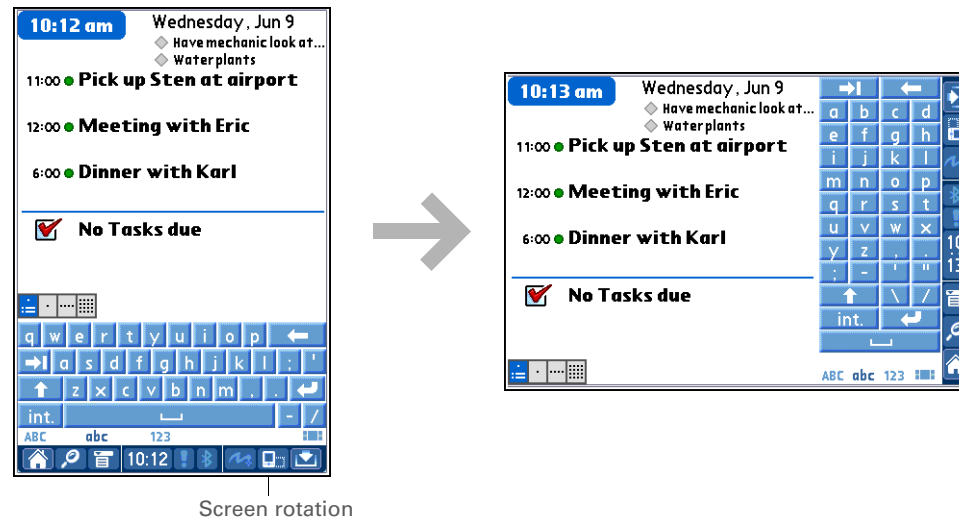 10:12 am Wednesday, Jun 9
Have mechanic look at...
Water plants
11:00 Pick up Sten at airport
12:00 Meeting with Eric
6:00 Dinner with Karl
No Tasks due
q w e r t y u i o p
a s d f g h j k l ; '
z x c v b n m , .
int. - /
ABC abc 123
10:12
Screen rotation
10:13 am Wednesday, Jun 9
Have mechanic look at...
Water plants
11:00 Pick up Sten at airport
12:00 Meeting with Eric
6:00 Dinner with Karl
No Tasks due
a b c d
e f g h
i j k l
m n o p
q r s t
u v w x
y z , .
; - ' "
\ /
int.
ABC abc 123
10
13